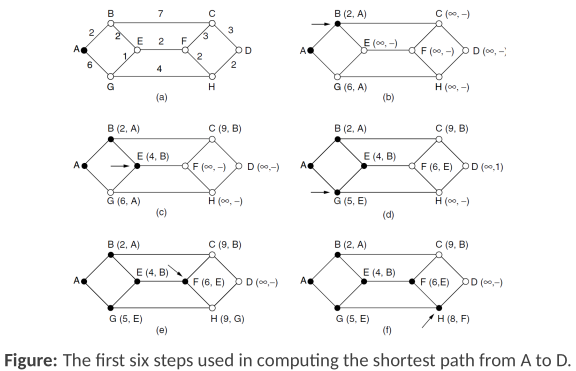 B 7 C
2 2 3 3
A E 2 F D
6 1 2 2
4
G H
(a)
B (2, A) C (∞, −)
A E (∞, −) F (∞, −) D (∞, −)
G (6, A) H (∞, −)
(b)
B (2, A) C (9, B)
A E (4, B) F (∞, −) D (∞,−)
G (6, A) H (∞, −)
(c)
B (2, A) C (9, B)
A E (4, B) F (6, E) D (∞,1)
G (5, E) H (∞, −)
(d)
B (2, A) C (9, B)
A E (4, B) F (6, E) D (∞,−)
G (5, E) H (9, G)
(e)
B (2, A) C (9, B)
A E (4, B) F (6,E) D (∞,−)
G (5, E) H (8, F)
(f)
Figure: The first six steps used in computing the shortest path from A to D.